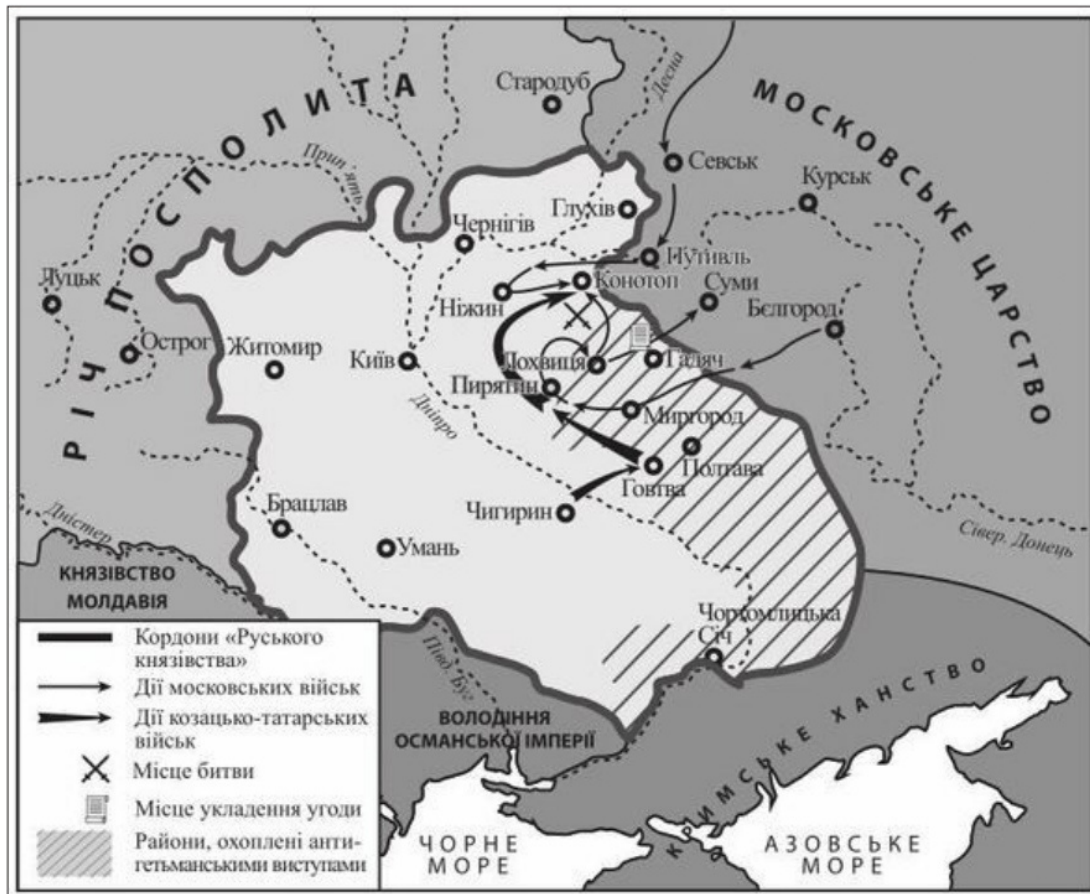 РІЧ ПОСПОЛИТА
МОСКОВСЬКЕ ЦАРСТВО
Стародуб
Десна
Севськ
Курськ
Прип'ять
Глухів
Чернігів
Путивль
Луцьк
Конотоп
Суми
Ніжин
Бєлгород
Острог
Житомир
Київ
Лохвиця
Гадяч
Пирятин
Дніпро
Миргород
Полтава
Говтва
Чигирин
Брацлав
Умань
Дністер
Сівер. Донець
КНЯЗІВСТВО
МОЛДАВІЯ
Чортомлицька
Січ
Півд. Буг
ВОЛОДІННЯ
ОСМАНСЬКОЇ ІМПЕРІЇ
КРИМСЬКЕ ХАНСТВО
ЧОРНЕ
МОРЕ
АЗОВСЬКЕ
МОРЕ
Кордони «Руського
князівства»
Дії московських військ
Дії козацько-татарських
військ
Місце битви
Місце укладення угоди
Райони, охоплені анти-
гетьманськими виступами